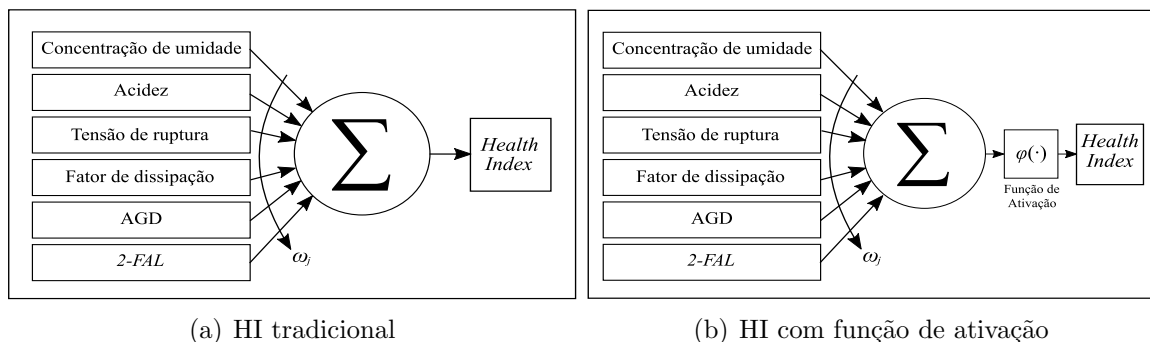 Concentração de umidade
Acidez
Tensão de ruptura
Fator de dissipação
AGD
2-FAL
ωj
∑
Health
Index
(a) HI tradicional
Concentração de umidade
Acidez
Tensão de ruptura
Fator de dissipação
AGD
2-FAL
ωj
∑
φ(·)
Função de
Ativação
Health
Index
(b) HI com função de ativação